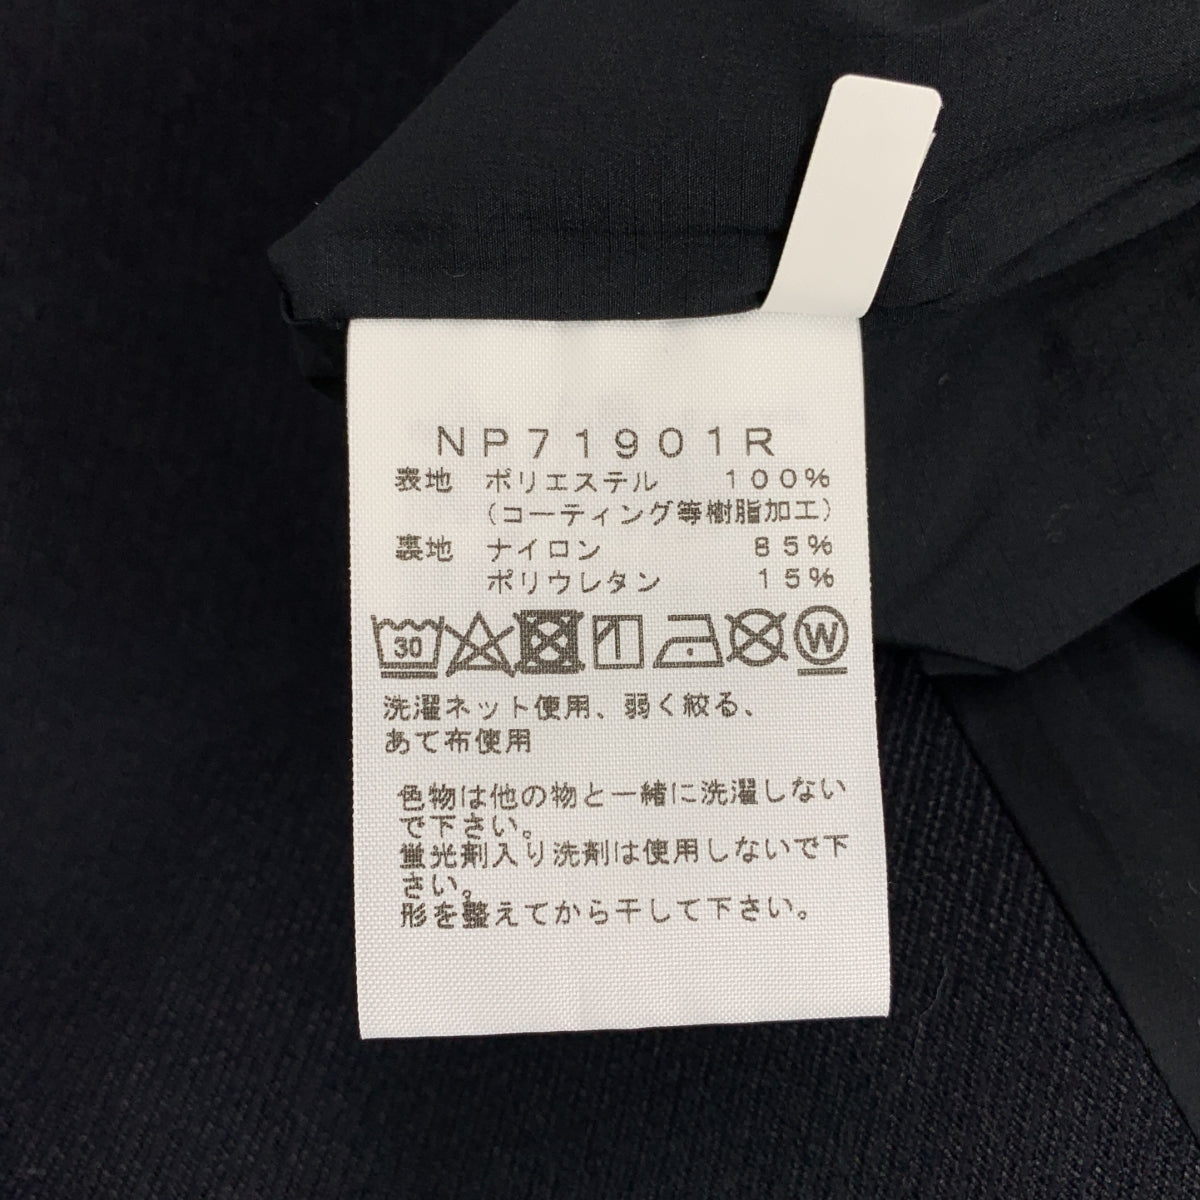 NP71901R
表地 ポリエステル 100%
(コーティング等樹脂加工)
裏地 ナイロン 85%
ポリウレタン 15%
30 W
洗濯ネット使用、弱く絞る、
あて布使用
色物は他の物と一緒に洗濯しない
で下さい。
蛍光剤入り洗剤は使用しないで下
さい。
形を整えてから干して下さい。